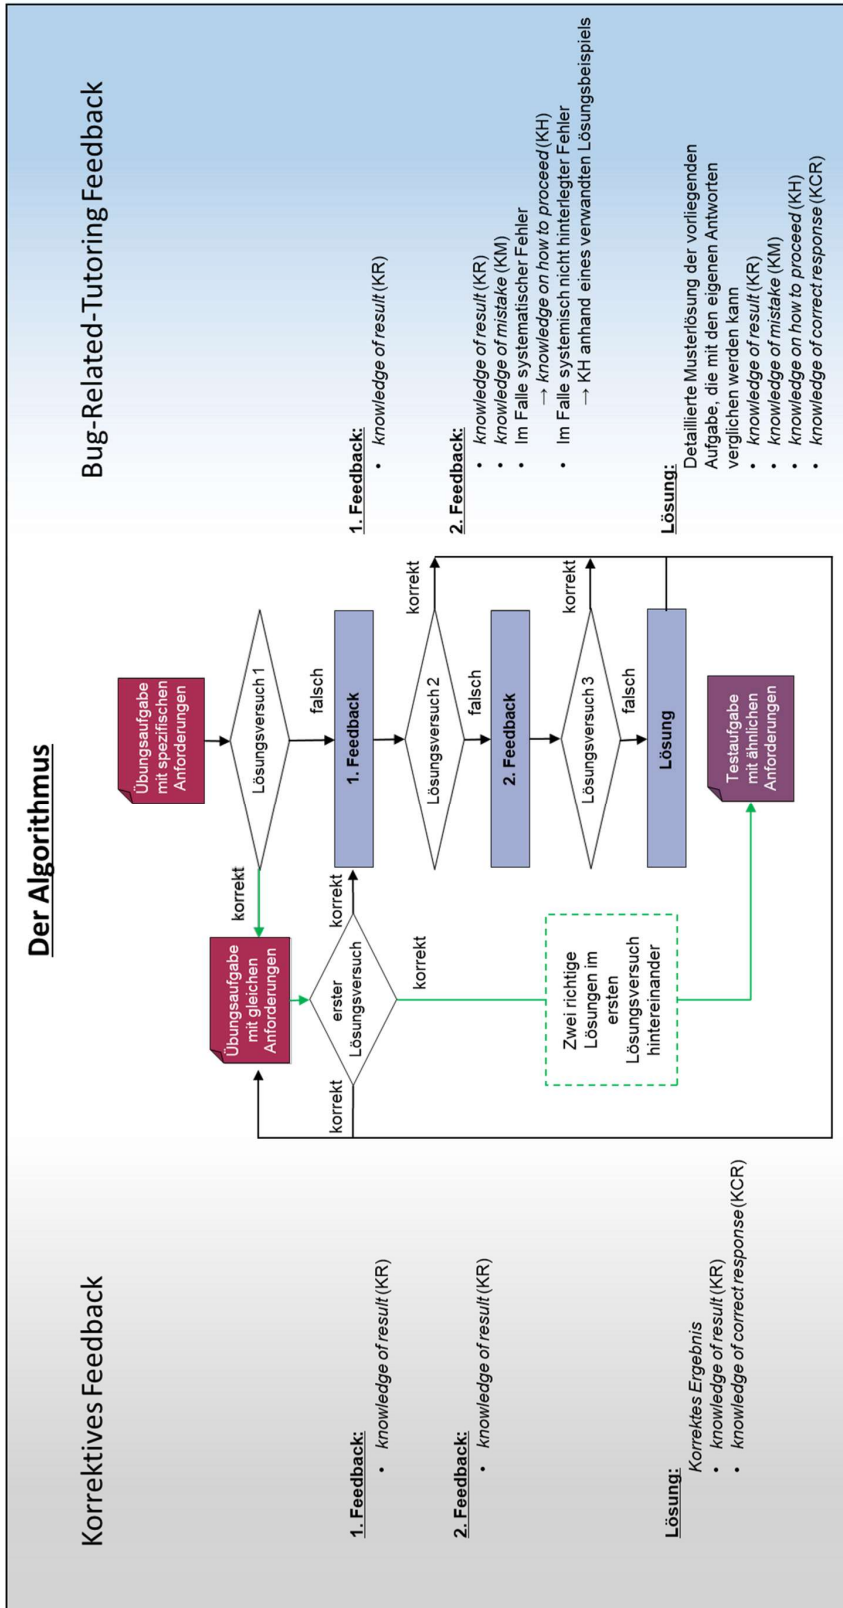 Der Algorithmus
Korrektives Feedback
1. Feedback:
• knowledge of result (KR)
2. Feedback:
• knowledge of result (KR)
Lösung:
Korrektes Ergebnis
• knowledge of result (KR)
• knowledge of correct response (KCR)
Übungsaufgabe
mit gleichen
Anforderungen
korrekt
erster
Lösungsversuch
korrekt
korrekt
korrekt
Zwei richtige
Lösungen im
ersten
Lösungsversuch
hintereinander
Übungsaufgabe
mit spezifischen
Anforderungen
Lösungsversuch 1
falsch
1. Feedback
Lösungsversuch 2
korrekt
falsch
2. Feedback
Lösungsversuch 3
korrekt
falsch
Lösung
Testaufgabe
mit ähnlichen
Anforderungen
Bug-Related-Tutoring Feedback
1. Feedback:
• knowledge of result (KR)
2. Feedback:
• knowledge of result (KR)
• knowledge of mistake (KM)
• Im Falle systematischer Fehler
→ knowledge on how to proceed (KH)
• Im Falle systemisch nicht hinterlegter Fehler
→ KH anhand eines verwandten Lösungsbeispiels
Lösung:
Detaillierte Musterlösung der vorliegenden
Aufgabe, die mit den eigenen Antworten
verglichen werden kann
• knowledge of result (KR)
• knowledge of mistake (KM)
• knowledge on how to proceed (KH)
• knowledge of correct response (KCR)